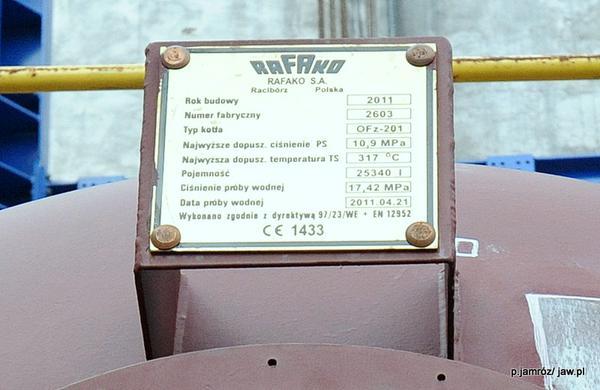 RAFAKO
RAFAKO S.A.
Racibórz Polska
Rok budowy 2011
Numer fabryczny 2603
Typ kotła OFz-201
Najwyższe dopusz. ciśnienie PS 10,9 MPa
Najwyższa dopusz. temperatura TS 317 °C
Pojemność 25340 l
Ciśnienie próby wodnej 17,42 MPa
Data próby wodnej 2011.04.21
Wykonano zgodnie z dyrektywą 97/23/WE + EN 12952
CE 1433
p.jamróz/ jaw.pl